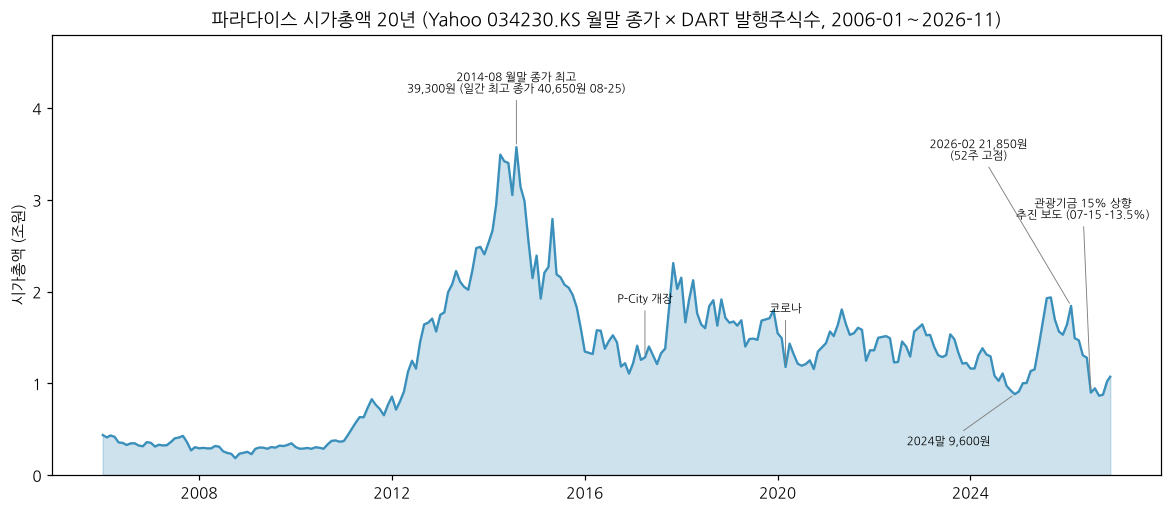 파라다이스 시가총액 20년 (Yahoo 034230.KS 월말 종가 × DART 발행주식수, 2006-01~2026-11)
시가총액 (조원)
4
3
2
1
0
2008
2012
2016
2020
2024
2014-08 월말 종가 최고
39,300원 (일간 최고 종가 40,650원 08-25)
P-City 개장
코로나
2024말 9,600원
2026-02 21,850원
(52주 고점)
관광기금 15% 상향
추진 보도 (07-15 -13.5%)